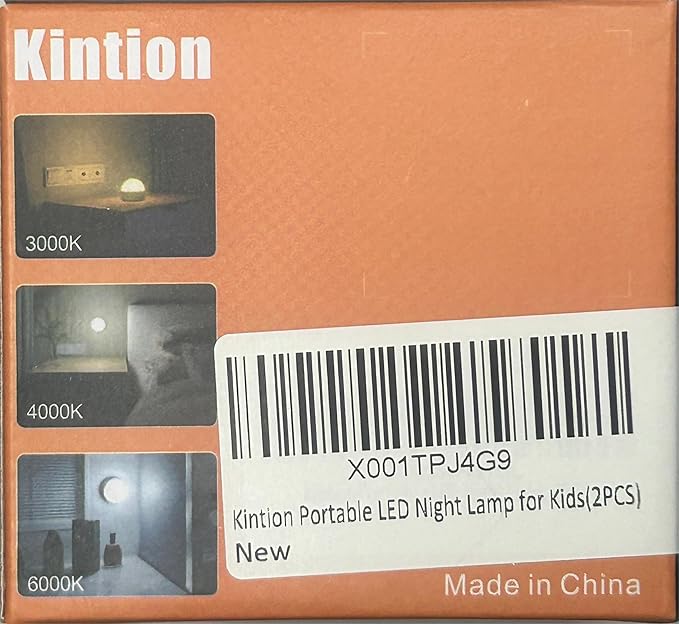 Kintion
3000K
4000K
6000K
X001TPJ4G9
Kintion Portable LED Night Lamp for Kids(2PCS)
New
Made in China